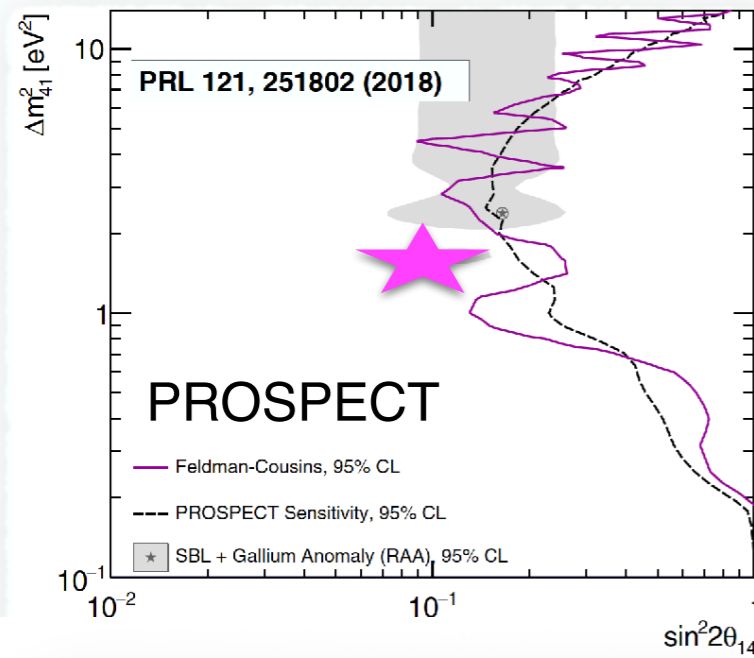 Δm²₄₁ [eV²]
10
PRL 121, 251802 (2018)
1
PROSPECT
Feldman-Cousins, 95% CL
PROSPECT Sensitivity, 95% CL
SBL + Gallium Anomaly (RAA), 95% CL
10⁻¹
10⁻² 10⁻¹ 1
sin²2θ₁₄